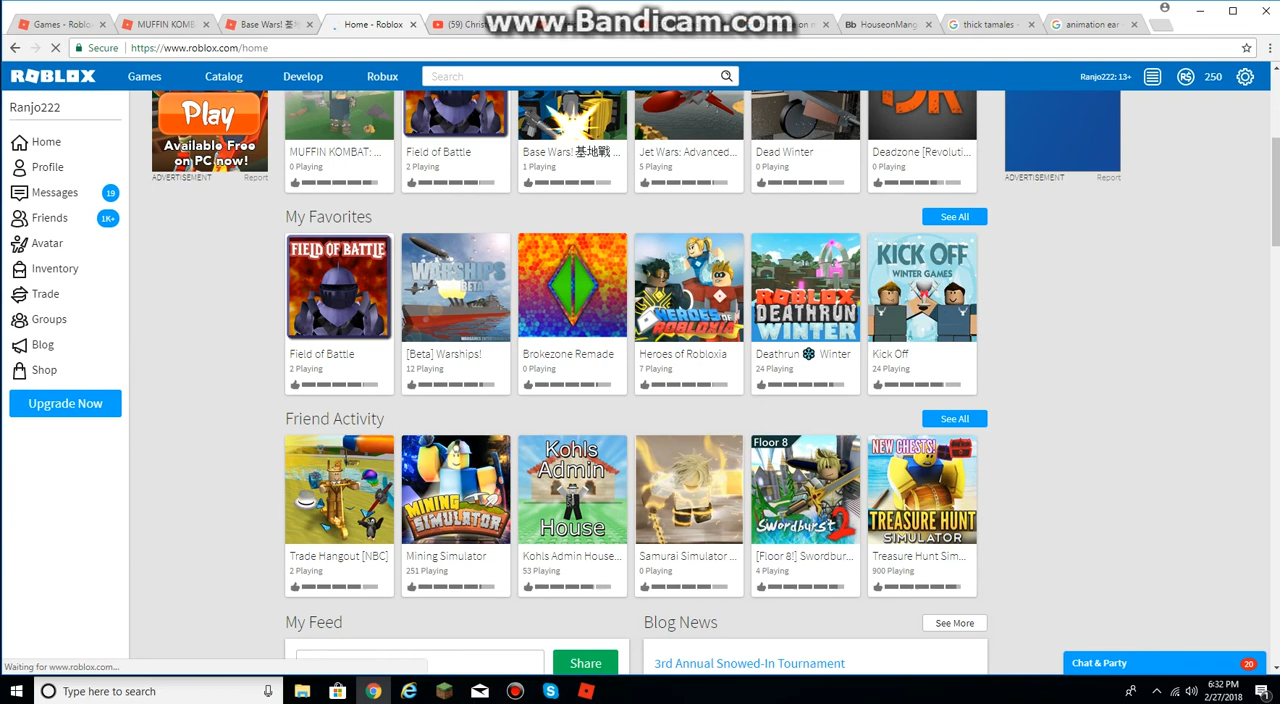 www.Bandicam.com
Games - Roblox
MUFFIN KOMB
Base Wars! 基
Home - Roblox
(59) Chris
HouseonMang
thick tamales -
animation ear
Secure https://www.roblox.com/home
ROBLOX Games Catalog Develop Robux Search Ranjo222: 13+ R$ 250
Ranjo222
Home
Profile
Messages 19
Friends 1K+
Avatar
Inventory
Trade
Groups
Blog
Shop
Upgrade Now
Play
Available Free
on PC now!
ADVERTISEMENT Report
MUFFIN KOMBAT: ...
0 Playing
Field of Battle
2 Playing
Base Wars! 基地戰 ...
1 Playing
Jet Wars: Advanced...
5 Playing
Dead Winter
0 Playing
DR
Deadzone [Revoluti...
0 Playing
ADVERTISEMENT Report
My Favorites See All
FIELD OF BATTLE
Field of Battle
2 Playing
WARSHIPS
BETA
[Beta] Warships!
12 Playing
Brokezone Remade
0 Playing
HEROES OF
ROBLOXIA
Heroes of Robloxia
7 Playing
ROBLOX
DEATHRUN
WINTER
Deathrun ❄ Winter
24 Playing
KICK OFF
WINTER GAMES
Kick Off
24 Playing
Friend Activity See All
Trade Hangout [NBC]
2 Playing
MINING
SIMULATOR
Mining Simulator
251 Playing
Kohls
Admin
House
Kohls Admin House...
53 Playing
Samurai Simulator ...
0 Playing
Floor 8
Swordburst 2
[Floor 8!] Swordbur...
4 Playing
NEW CHESTS!
TREASURE HUNT
SIMULATOR
Treasure Hunt Sim...
900 Playing
My Feed
Share
Blog News See More
3rd Annual Snowed-In Tournament
Waiting for www.roblox.com...
Chat & Party 20
Type here to search
6:32 PM
2/27/2018